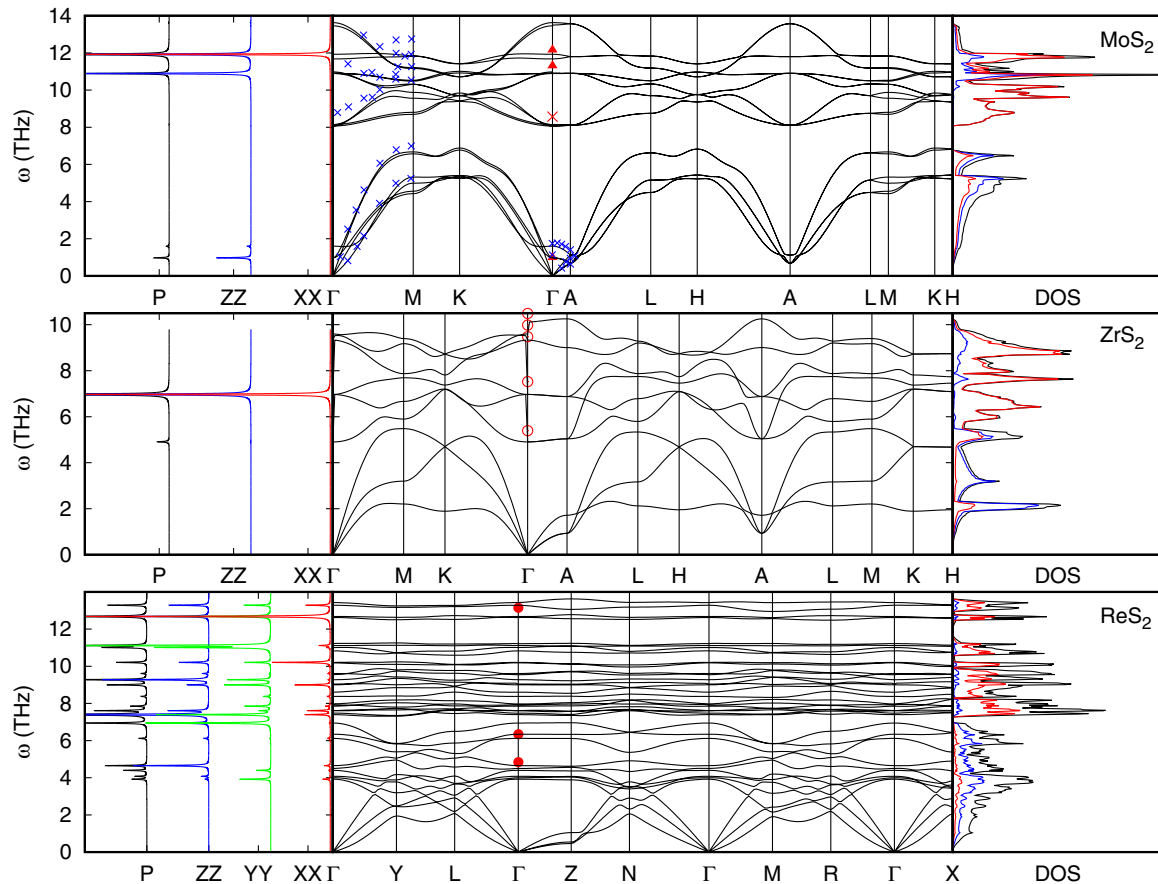 14
12
10
8
6
4
2
0
ω (THz)
MoS2
P ZZ XX Γ M K Γ A L H A L M K H DOS
10
8
6
4
2
0
ω (THz)
ZrS2
P ZZ XX Γ M K Γ A L H A L M K H DOS
12
10
8
6
4
2
0
ω (THz)
ReS2
P ZZ YY XX Γ Y L Γ Z N Γ M R Γ X DOS